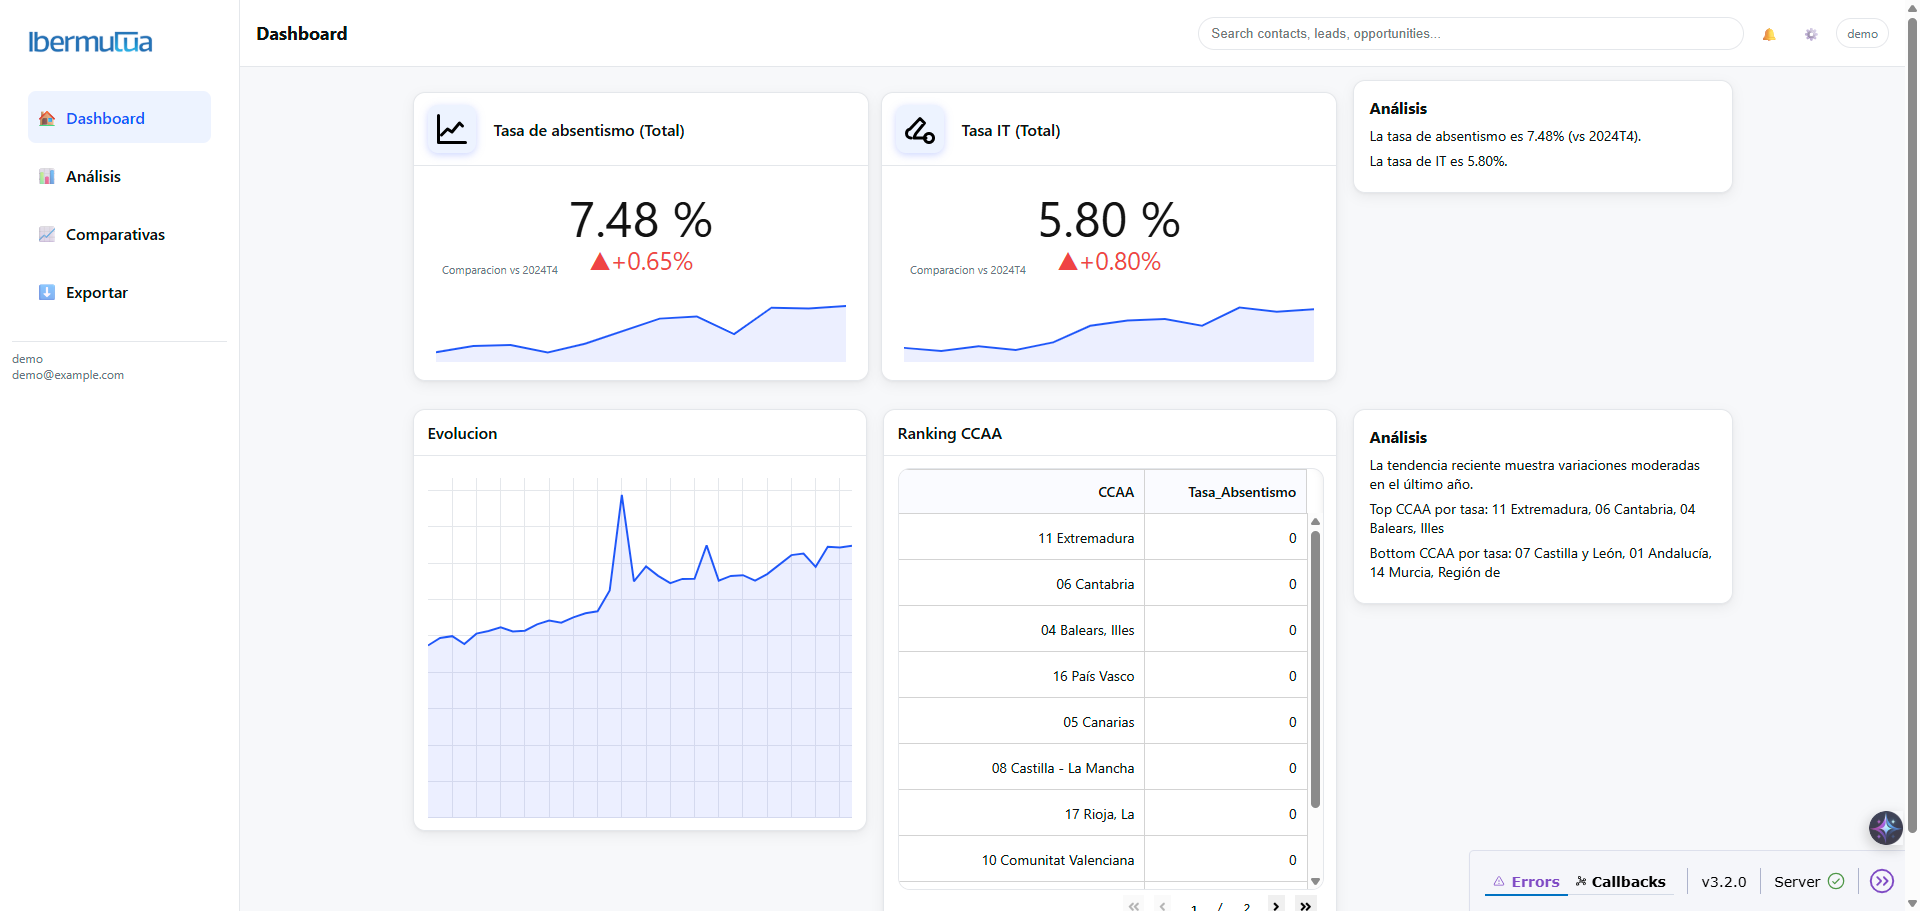 Ibermutua
Dashboard
Search contacts, leads, opportunities...
demo
Dashboard
Análisis
Comparativas
Exportar
demo
demo@example.com
Tasa de absentismo (Total)
7.48 %
Comparacion vs 2024T4
▲+0.65%
Tasa IT (Total)
5.80 %
Comparacion vs 2024T4
▲+0.80%
Análisis
La tasa de absentismo es 7.48% (vs 2024T4).
La tasa de IT es 5.80%.
Evolucion
Ranking CCAA
CCAA Tasa_Absentismo
11 Extremadura 0
06 Cantabria 0
04 Balears, Illes 0
16 País Vasco 0
05 Canarias 0
08 Castilla - La Mancha 0
17 Rioja, La 0
10 Comunitat Valenciana 0
1 / 2
Análisis
La tendencia reciente muestra variaciones moderadas
en el último año.
Top CCAA por tasa: 11 Extremadura, 06 Cantabria, 04
Balears, Illes
Bottom CCAA por tasa: 07 Castilla y León, 01 Andalucía,
14 Murcia, Región de
Errors Callbacks v3.2.0 Server